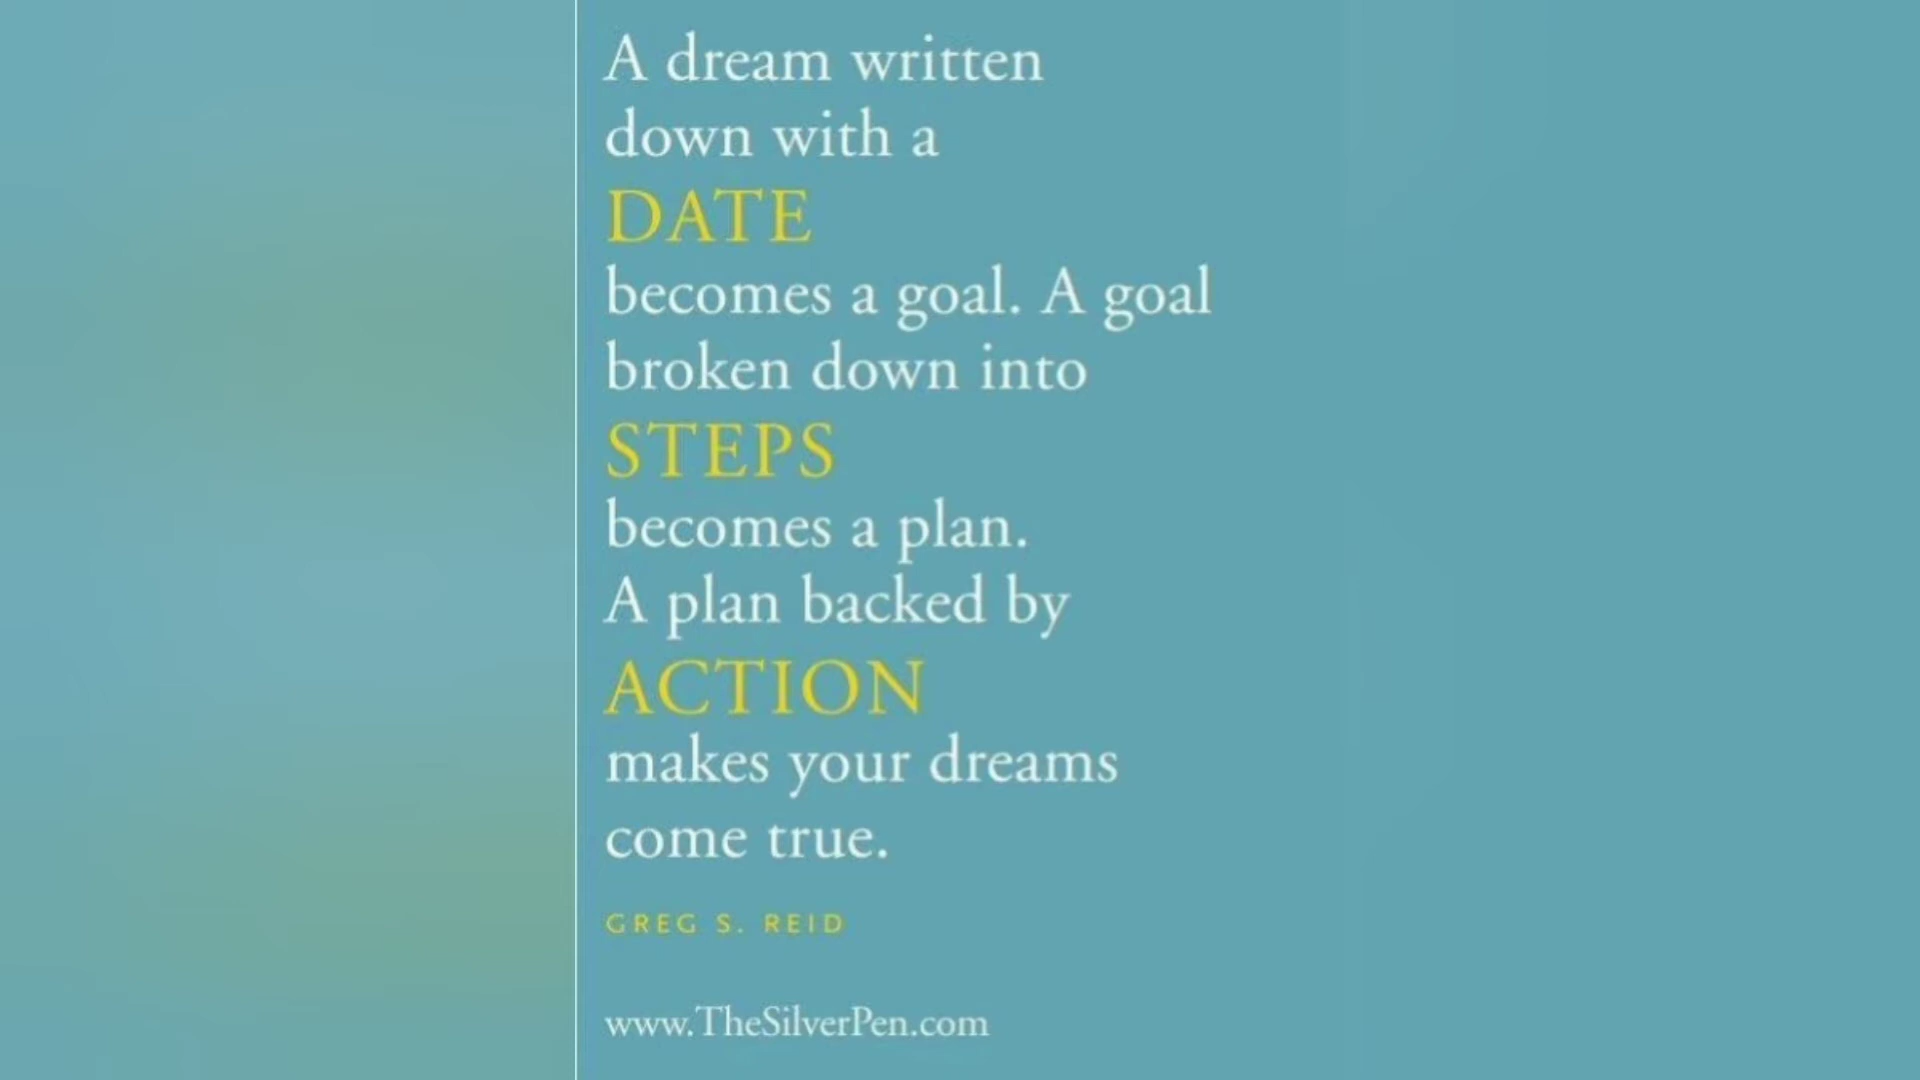 A dream written
down with a
DATE
becomes a goal. A goal
broken down into
STEPS
becomes a plan.
A plan backed by
ACTION
makes your dreams
come true.
GREG S. REID
www.TheSilverPen.com